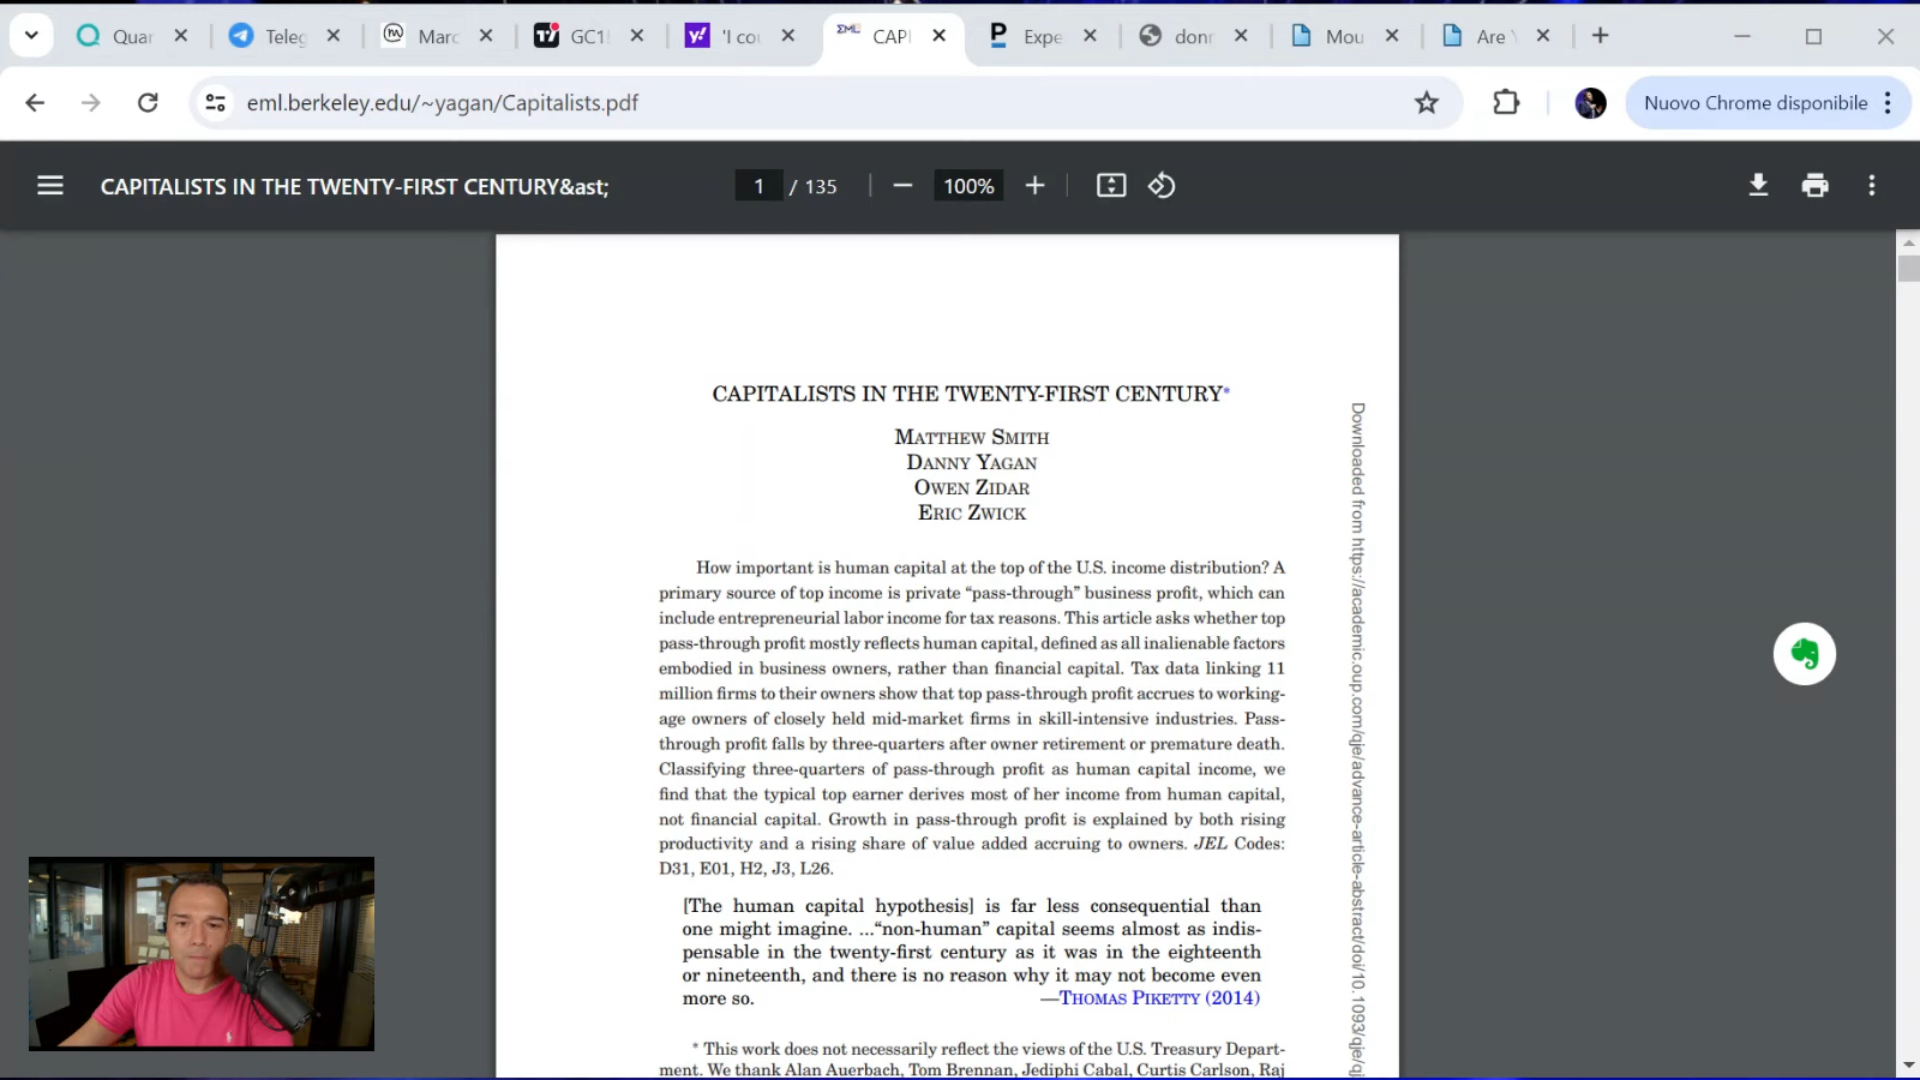 Quar
Teleg
Marc
GC1!
'I cou
CAPI
Expe
donr
Mou
Are
eml.berkeley.edu/~yagan/Capitalists.pdf
Nuovo Chrome disponibile
CAPITALISTS IN THE TWENTY-FIRST CENTURY&ast;
1 / 135
100%
CAPITALISTS IN THE TWENTY-FIRST CENTURY*
MATTHEW SMITH
DANNY YAGAN
OWEN ZIDAR
ERIC ZWICK
How important is human capital at the top of the U.S. income distribution? A
primary source of top income is private “pass-through” business profit, which can
include entrepreneurial labor income for tax reasons. This article asks whether top
pass-through profit mostly reflects human capital, defined as all inalienable factors
embodied in business owners, rather than financial capital. Tax data linking 11
million firms to their owners show that top pass-through profit accrues to working-
age owners of closely held mid-market firms in skill-intensive industries. Pass-
through profit falls by three-quarters after owner retirement or premature death.
Classifying three-quarters of pass-through profit as human capital income, we
find that the typical top earner derives most of her income from human capital,
not financial capital. Growth in pass-through profit is explained by both rising
productivity and a rising share of value added accruing to owners. JEL Codes:
D31, E01, H2, J3, L26.
[The human capital hypothesis] is far less consequential than
one might imagine. ...“non-human” capital seems almost as indis-
pensable in the twenty-first century as it was in the eighteenth
or nineteenth, and there is no reason why it may not become even
more so. —THOMAS PIKETTY (2014)
* This work does not necessarily reflect the views of the U.S. Treasury Depart-
ment. We thank Alan Auerbach, Tom Brennan, Jediphi Cabal, Curtis Carlson, Raj
Downloaded from https://academic.oup.com/qje/advance-article-abstract/doi/10.1093/qje/qj